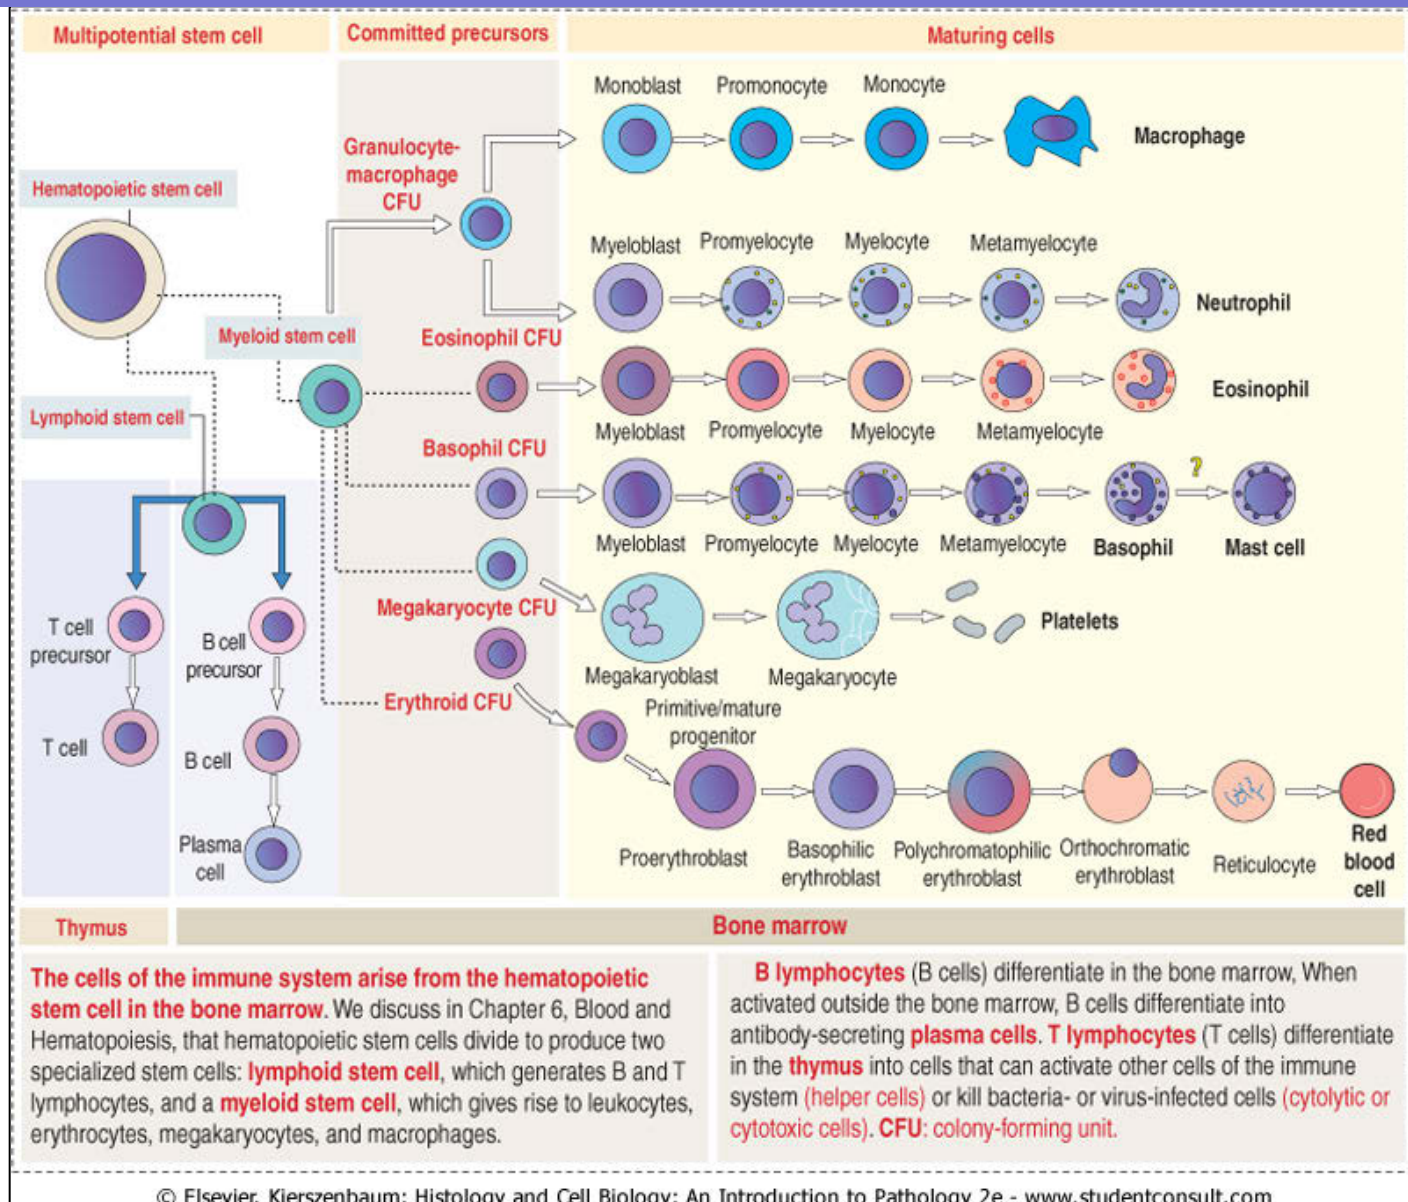 Multipotential stem cell
Committed precursors
Maturing cells
Monoblast
Promonocyte
Monocyte
Macrophage
Granulocyte-
macrophage
CFU
Hematopoietic stem cell
Myeloblast
Promyelocyte
Myelocyte
Metamyelocyte
Neutrophil
Myeloid stem cell
Eosinophil CFU
Eosinophil
Lymphoid stem cell
Myeloblast
Promyelocyte
Myelocyte
Metamyelocyte
Basophil CFU
?
Myeloblast
Promyelocyte
Myelocyte
Metamyelocyte
Basophil
Mast cell
Megakaryocyte CFU
Platelets
T cell
precursor
B cell
precursor
Megakaryoblast
Megakaryocyte
Erythroid CFU
Primitive/mature
progenitor
T cell
B cell
Plasma
cell
Proerythroblast
Basophilic
erythroblast
Polychromatophilic
erythroblast
Orthochromatic
erythroblast
Reticulocyte
Red
blood
cell
Thymus
Bone marrow
The cells of the immune system arise from the hematopoietic
stem cell in the bone marrow. We discuss in Chapter 6, Blood and
Hematopoiesis, that hematopoietic stem cells divide to produce two
specialized stem cells: lymphoid stem cell, which generates B and T
lymphocytes, and a myeloid stem cell, which gives rise to leukocytes,
erythrocytes, megakaryocytes, and macrophages.
B lymphocytes (B cells) differentiate in the bone marrow, When
activated outside the bone marrow, B cells differentiate into
antibody-secreting plasma cells. T lymphocytes (T cells) differentiate
in the thymus into cells that can activate other cells of the immune
system (helper cells) or kill bacteria- or virus-infected cells (cytolytic or
cytotoxic cells). CFU: colony-forming unit.
© Elsevier. Kierszenbaum: Histology and Cell Biology: An Introduction to Pathology 2e - www.studentconsult.com